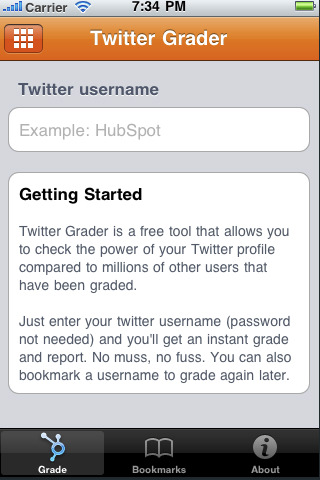 Carrier 7:34 PM
Twitter Grader
Twitter username
Example: HubSpot
Getting Started
Twitter Grader is a free tool that allows you
to check the power of your Twitter profile
compared to millions of other users that
have been graded.
Just enter your twitter username (password
not needed) and you'll get an instant grade
and report. No muss, no fuss. You can also
bookmark a username to grade again later.
Grade Bookmarks About